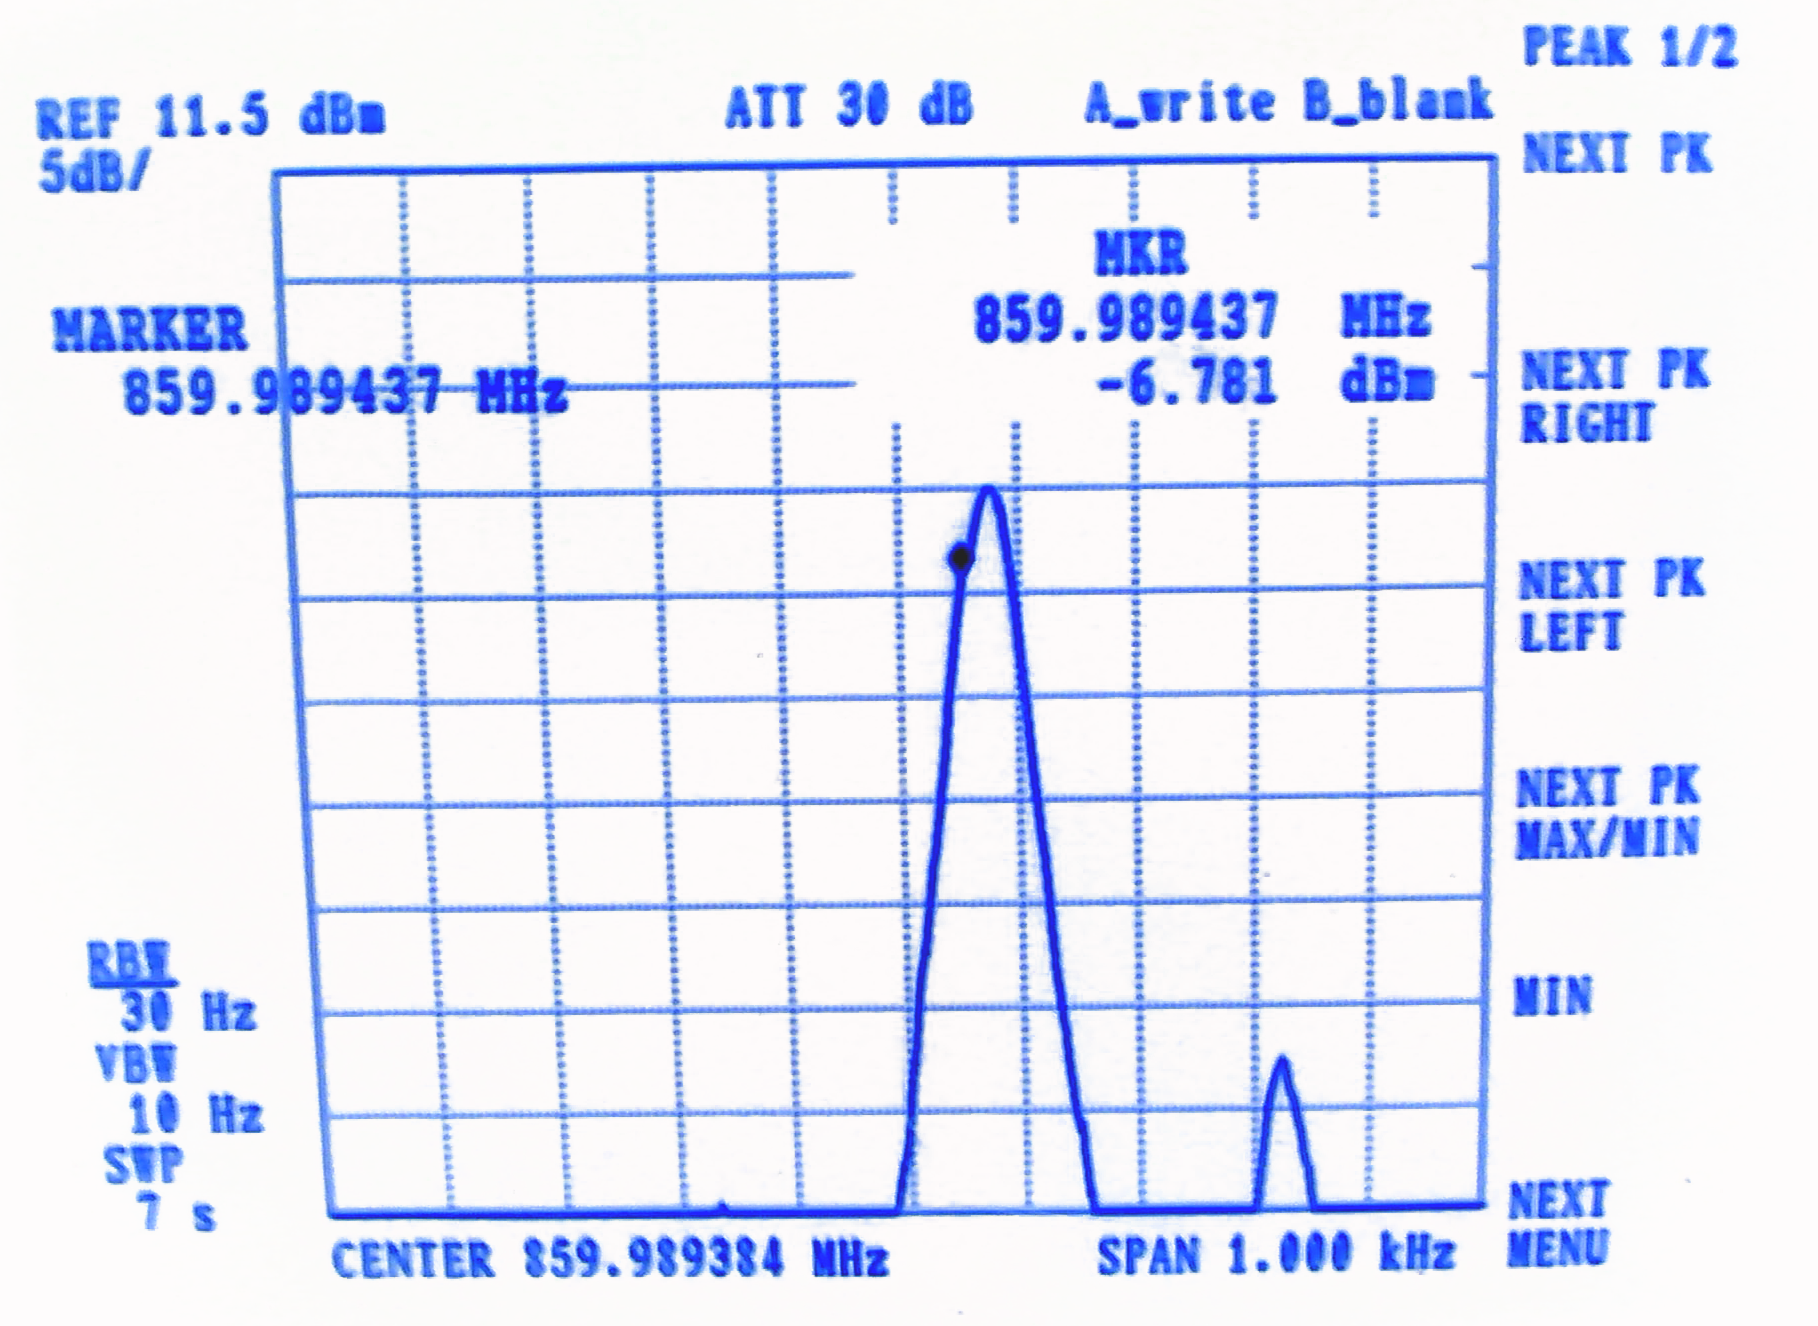 PEAK 1/2
REF 11.5 dBm ATT 30 dB A_write B_blank
5dB/
NEXT PK
MKR
859.989437 MHz
-6.781 dBm
MARKER
859.989437 MHz
NEXT PK
RIGHT
NEXT PK
LEFT
NEXT PK
MAX/MIN
RBW
30 Hz
VBW
10 Hz
SWP
7 s
MIN
NEXT
MENU
CENTER 859.989384 MHz SPAN 1.000 kHz